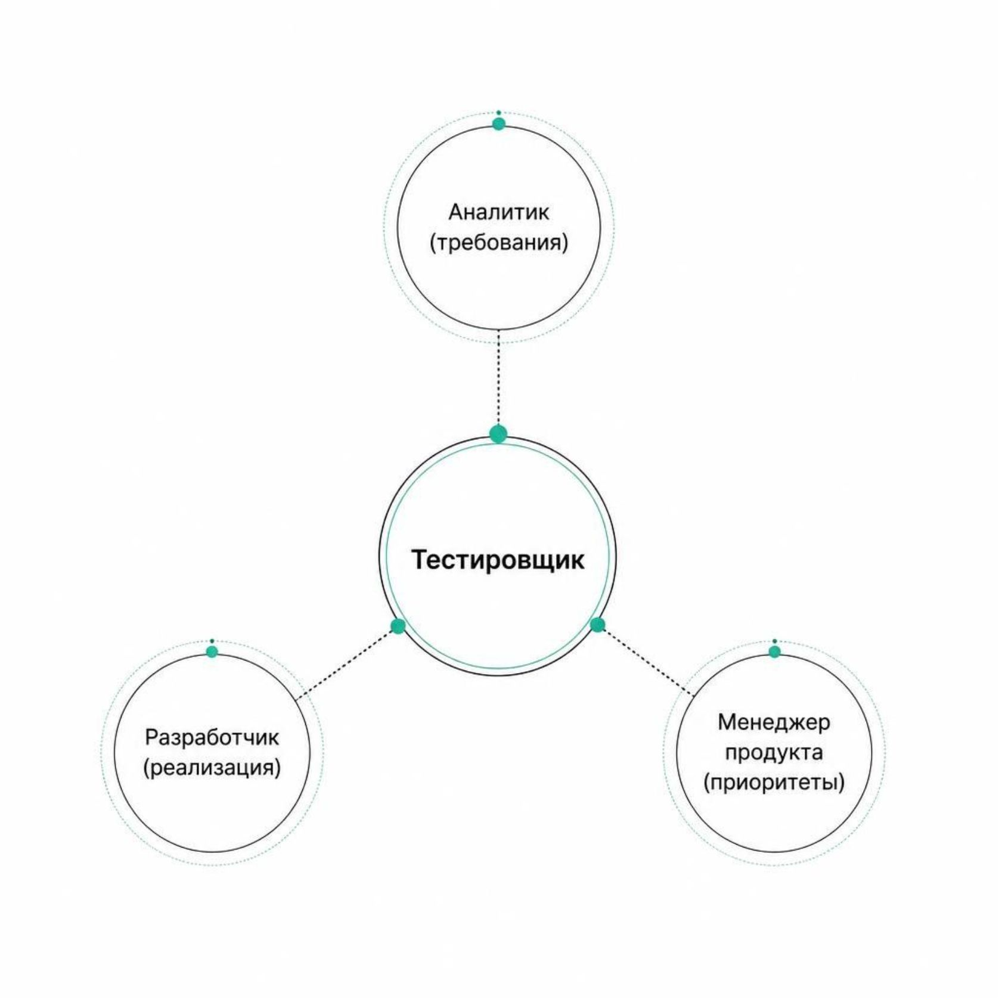 Аналитик
(требования)
Тестировщик
Разработчик
(реализация)
Менеджер
продукта
(приоритеты)